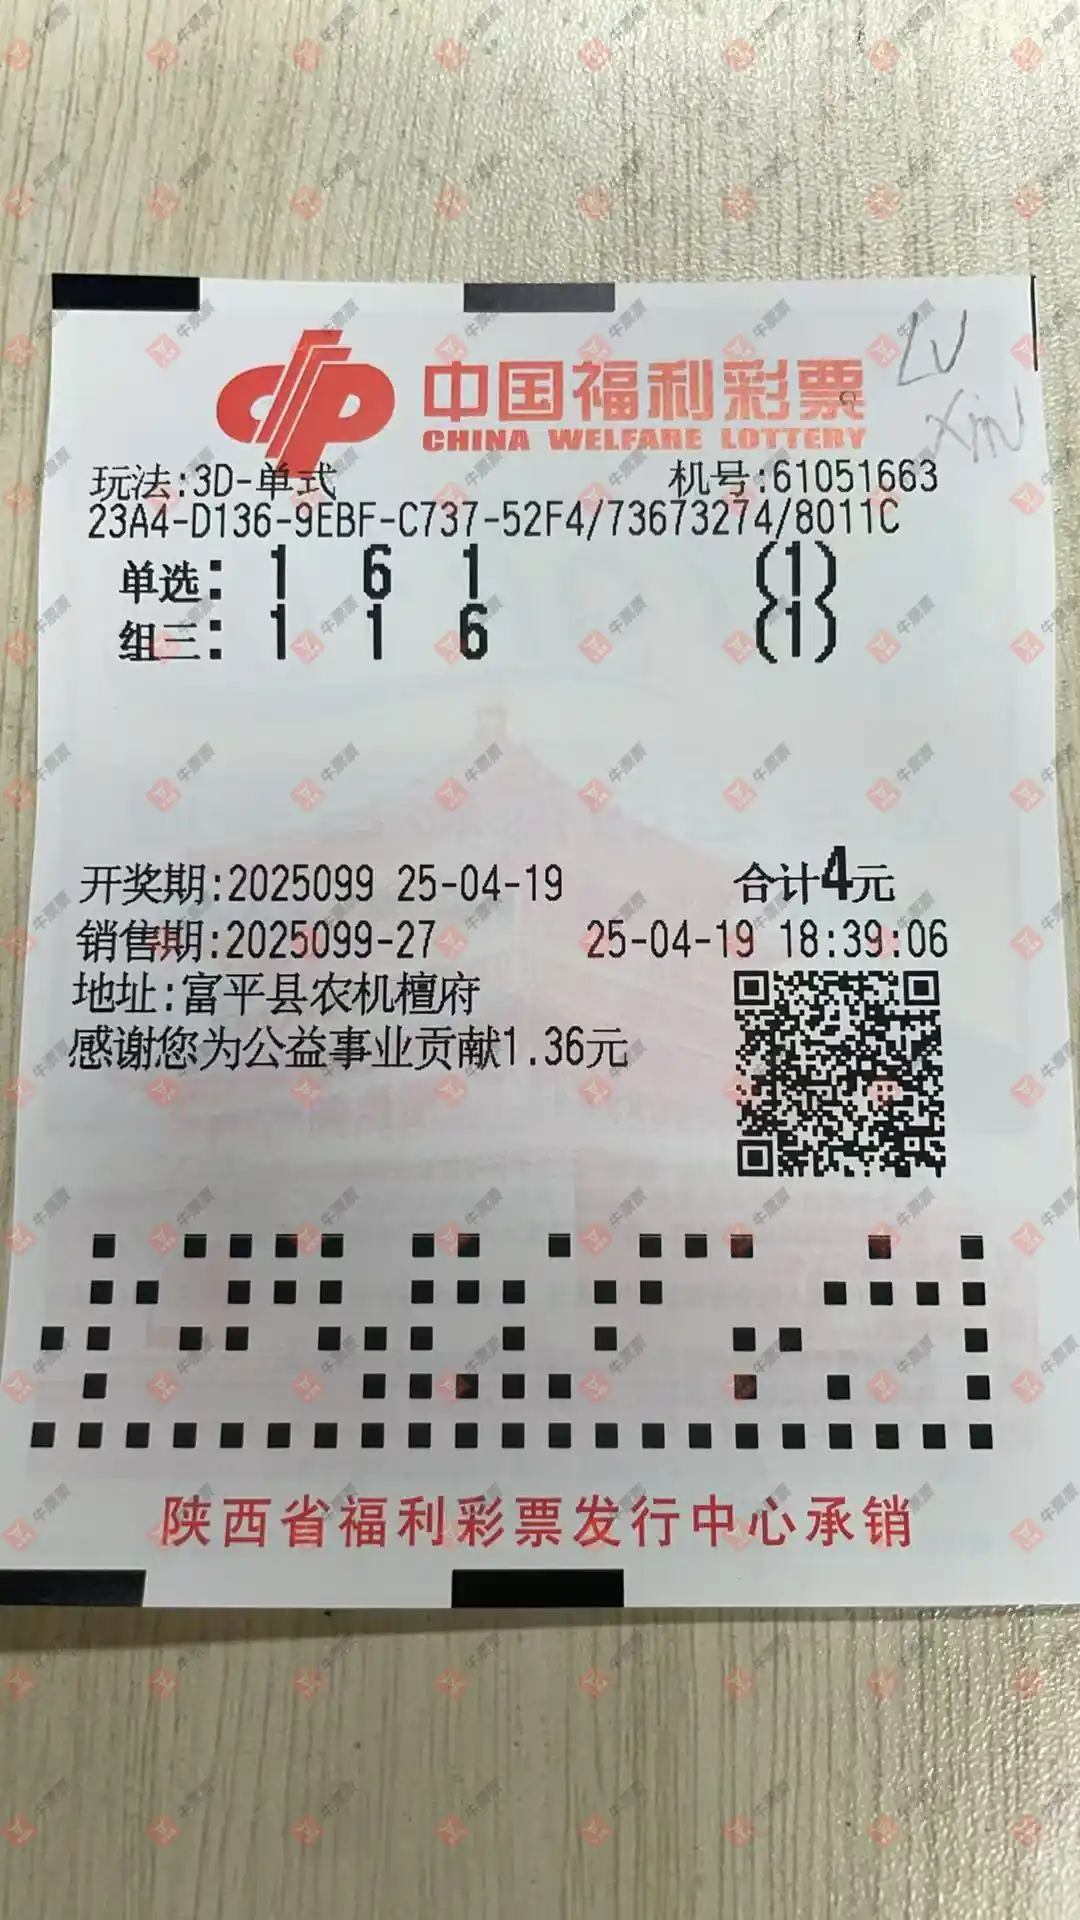 中国福利彩票
CHINA WELFARE LOTTERY
LV
Xin
玩法:3D-单式 机号:61051663
23A4-D136-9EBF-C737-52F4/73673274/8011C
单选: 1 6 1 (1)
组三: 1 1 6 (1)
开奖期:2025099 25-04-19 合计4元
销售期:2025099-27 25-04-19 18:39:06
地址:富平县农机檀府
感谢您为公益事业贡献1.36元
陕西省福利彩票发行中心承销
牛票票